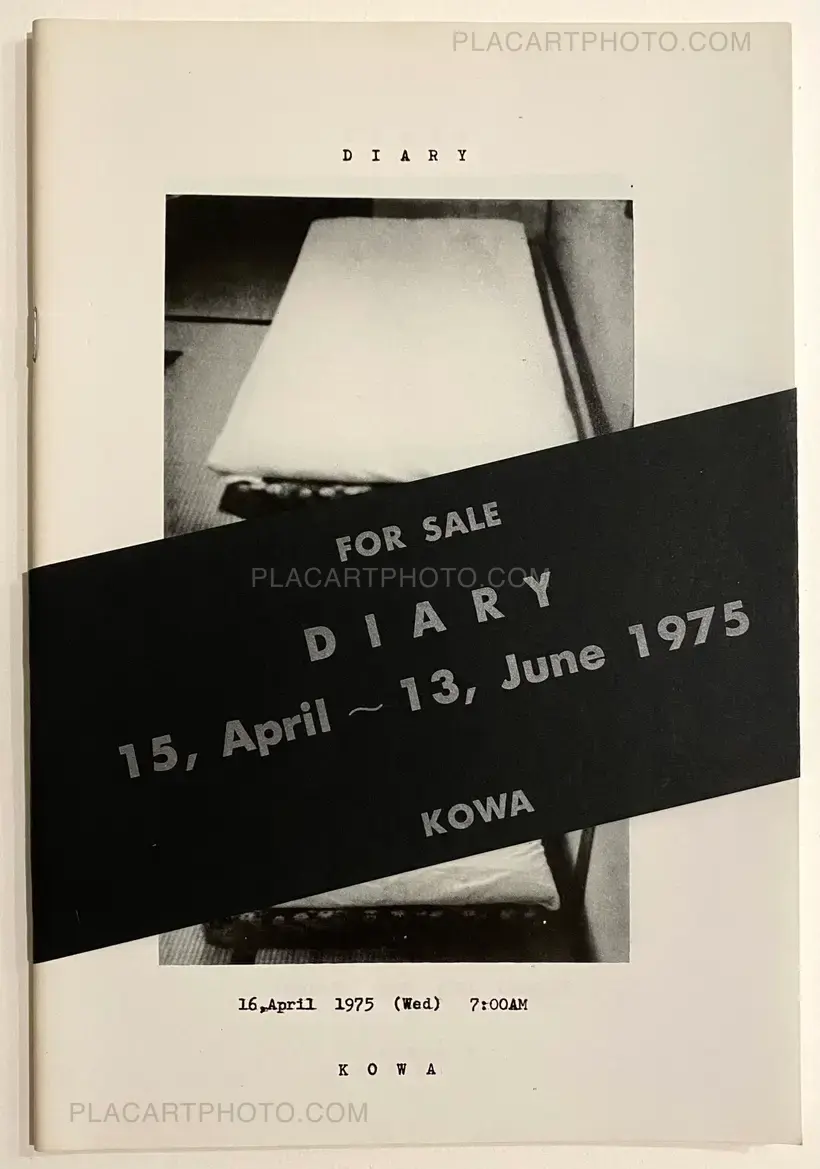 PLACARTPHOTO.COM
DIARY
FOR SALE
PLACARTPHOTO.COM
DIARY
15, April ~ 13, June 1975
KOWA
16,April 1975 (Wed) 7:00AM
KOWA
PLACARTPHOTO.COM